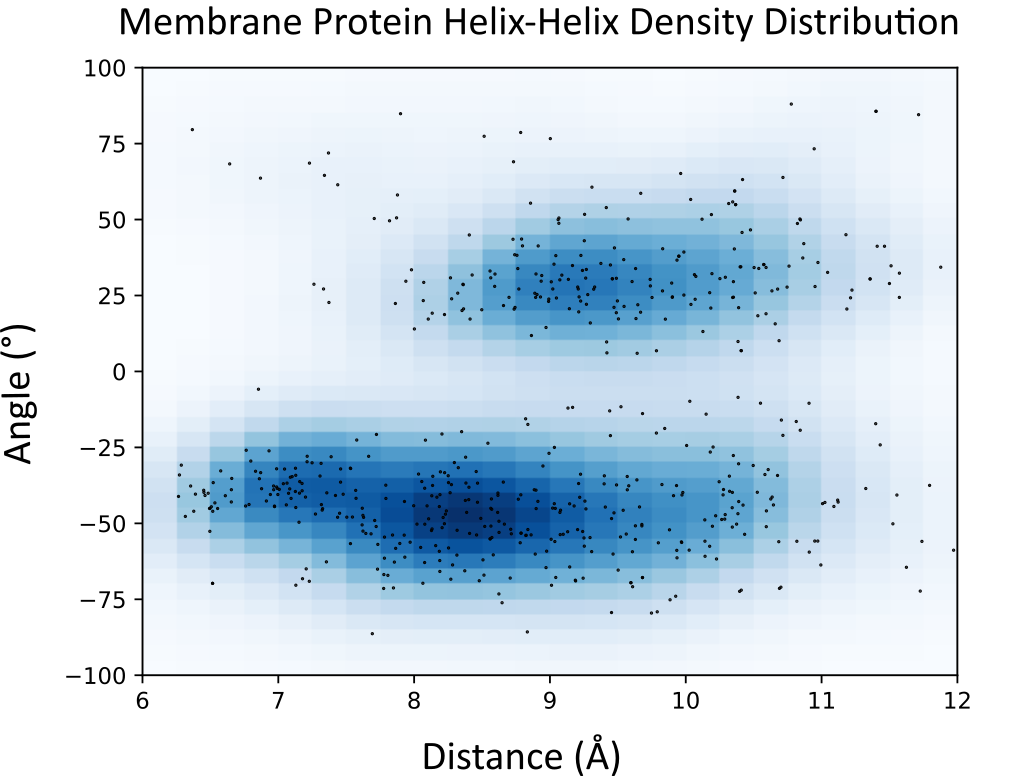 Membrane Protein Helix-Helix Density Distribution
100
75
50
25
0
−25
−50
−75
−100
Angle (°)
6 7 8 9 10 11 12
Distance (Å)